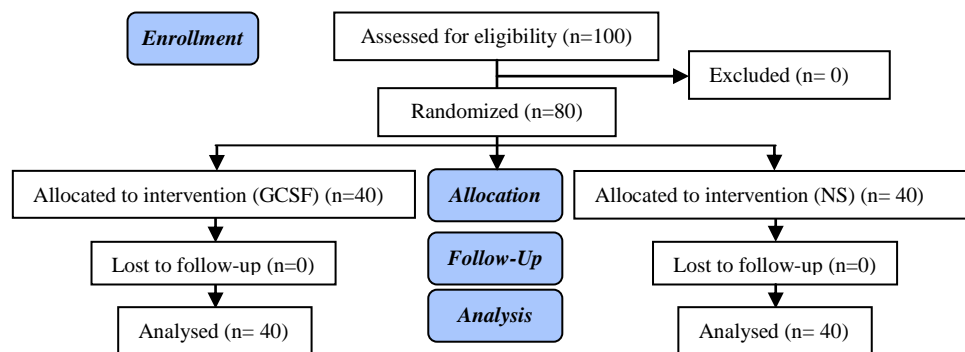 Enrollment
Assessed for eligibility (n=100)
Excluded (n= 0)
Randomized (n=80)
Allocated to intervention (GCSF) (n=40)
Allocation
Allocated to intervention (NS) (n= 40)
Lost to follow-up (n=0)
Follow-Up
Lost to follow-up (n=0)
Analysed (n= 40)
Analysis
Analysed (n= 40)